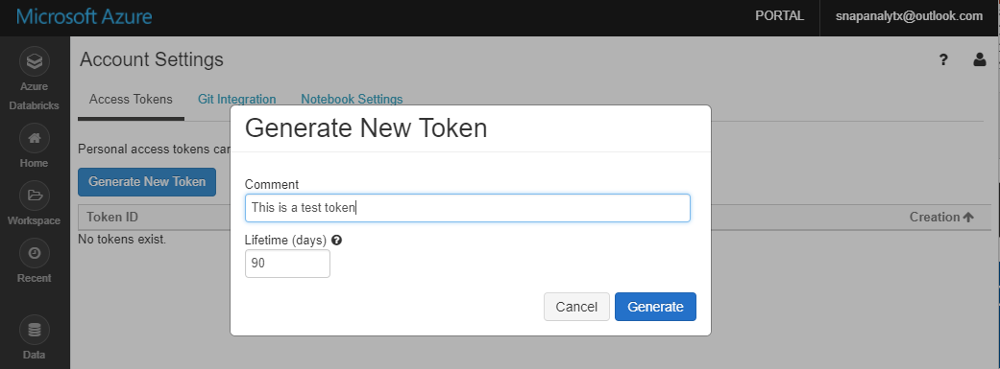 Microsoft Azure
PORTAL
snapanalytx@outlook.com
Azure
Databricks
Home
Workspace
Recent
Data
Account Settings
?
Access Tokens
Git Integration
Notebook Settings
Personal access tokens can
Generate New Token
Token ID
Creation
No tokens exist.
Generate New Token
Comment
This is a test token
Lifetime (days) ?
90
Cancel
Generate